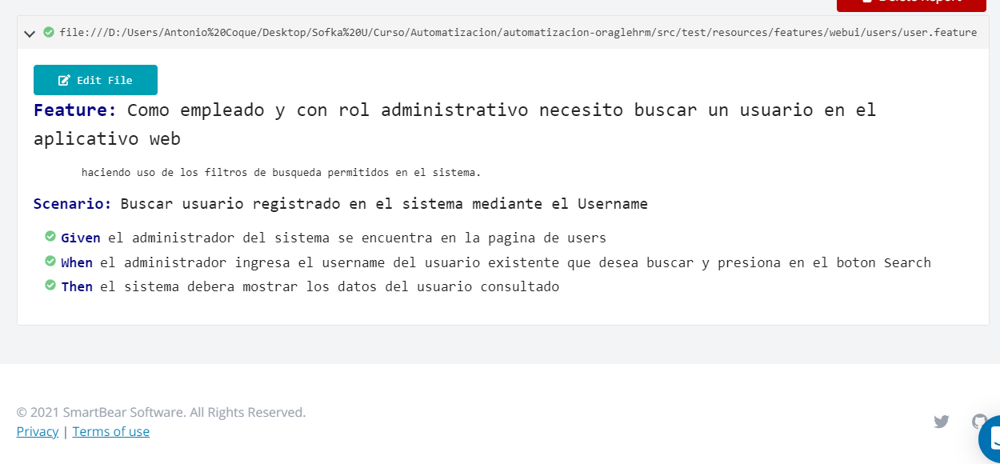 Delete Report
file:///D:/Users/Antonio%20Coque/Desktop/Sofka%20U/Curso/Automatizacion/automatizacion-oraglehrm/src/test/resources/features/webui/users/user.feature
Edit File
Feature: Como empleado y con rol administrativo necesito buscar un usuario en el
aplicativo web
haciendo uso de los filtros de busqueda permitidos en el sistema.
Scenario: Buscar usuario registrado en el sistema mediante el Username
Given el administrador del sistema se encuentra en la pagina de users
When el administrador ingresa el username del usuario existente que desea buscar y presiona en el boton Search
Then el sistema debera mostrar los datos del usuario consultado
© 2021 SmartBear Software. All Rights Reserved.
Privacy | Terms of use